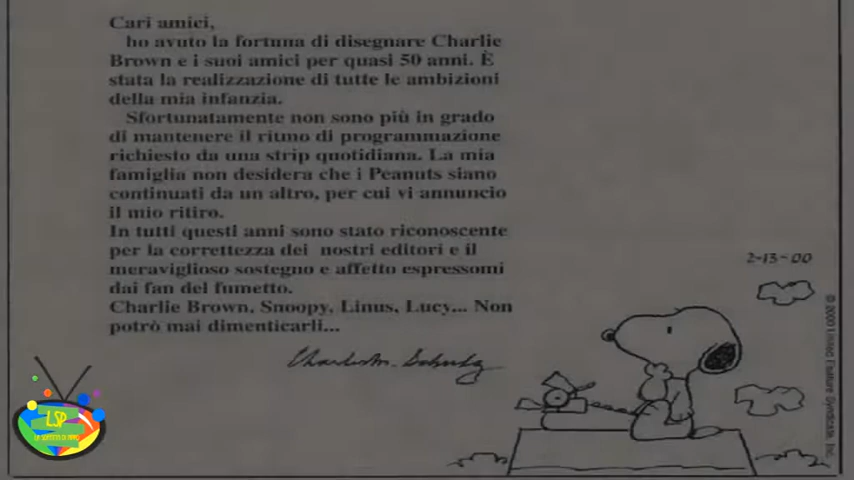 Cari amici,
ho avuto la fortuna di disegnare Charlie
Brown e i suoi amici per quasi 50 anni. È
stata la realizzazione di tutte le ambizioni
della mia infanzia.
Sfortunatamente non sono più in grado
di mantenere il ritmo di programmazione
richiesto da una strip quotidiana. La mia
famiglia non desidera che i Peanuts siano
continuati da un altro, per cui vi annuncio
il mio ritiro.
In tutti questi anni sono stato riconoscente
per la correttezza dei nostri editori e il
meraviglioso sostegno e affetto espressomi
dai fan del fumetto.
Charlie Brown, Snoopy, Linus, Lucy... Non
potrò mai dimenticarli...
Charles M. Schulz
2-13-00
© 2000 United Feature Syndicate, Inc.
LSP